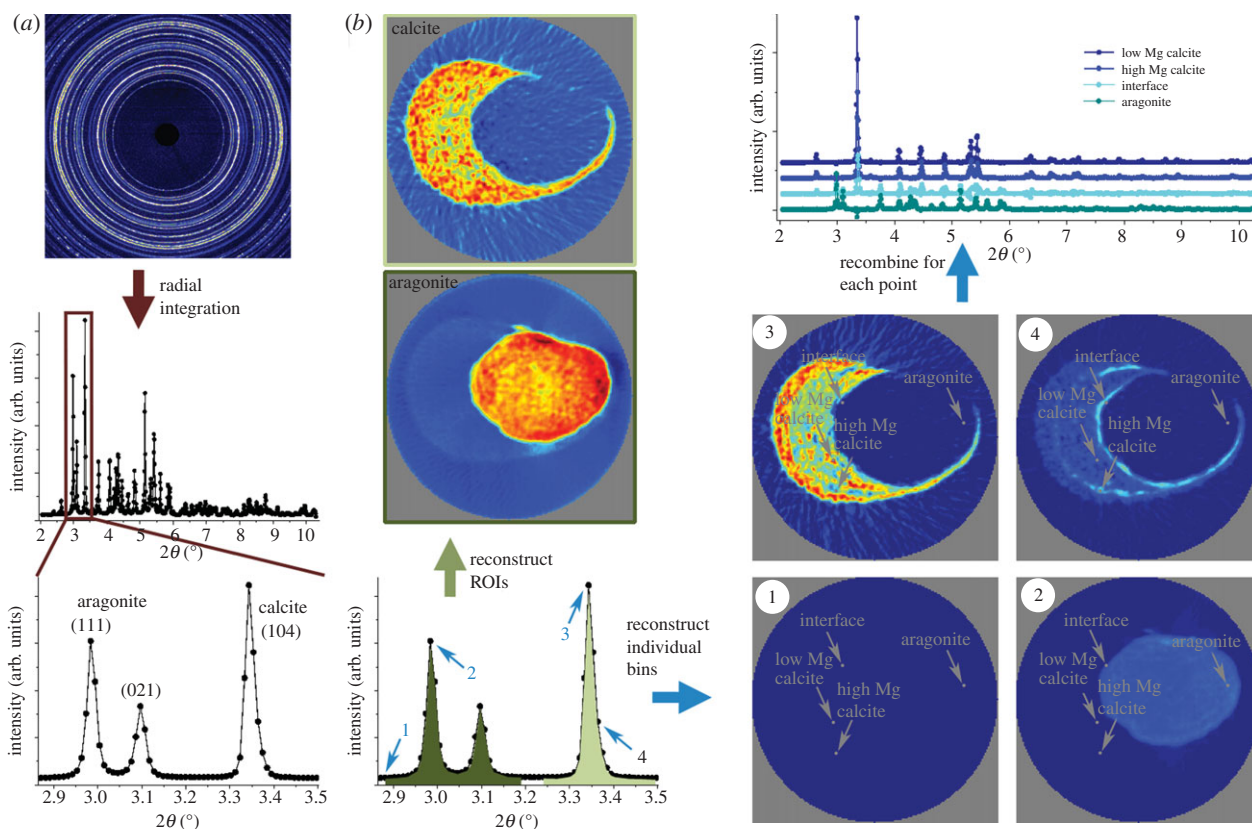 (a)
radial
integration
intensity (arb. units)
2 3 4 5 6 7 8 9 10
2θ (°)
aragonite
(111)
(021)
calcite
(104)
intensity (arb. units)
2.9 3.0 3.1 3.2 3.3 3.4 3.5
2θ (°)
(b)
calcite
aragonite
reconstruct
ROIs
intensity (arb. units)
1
2
3
4
2.9 3.0 3.1 3.2 3.3 3.4 3.5
2θ (°)
reconstruct
individual
bins
intensity (arb. units)
low Mg calcite
high Mg calcite
interface
aragonite
2 3 4 5 6 7 8 9 10
2θ (°)
recombine for
each point
3
interface
aragonite
low Mg
calcite
high Mg
calcite
4
interface
aragonite
low Mg
calcite
high Mg
calcite
1
interface
aragonite
low Mg
calcite
high Mg
calcite
2
interface
aragonite
low Mg
calcite
high Mg
calcite